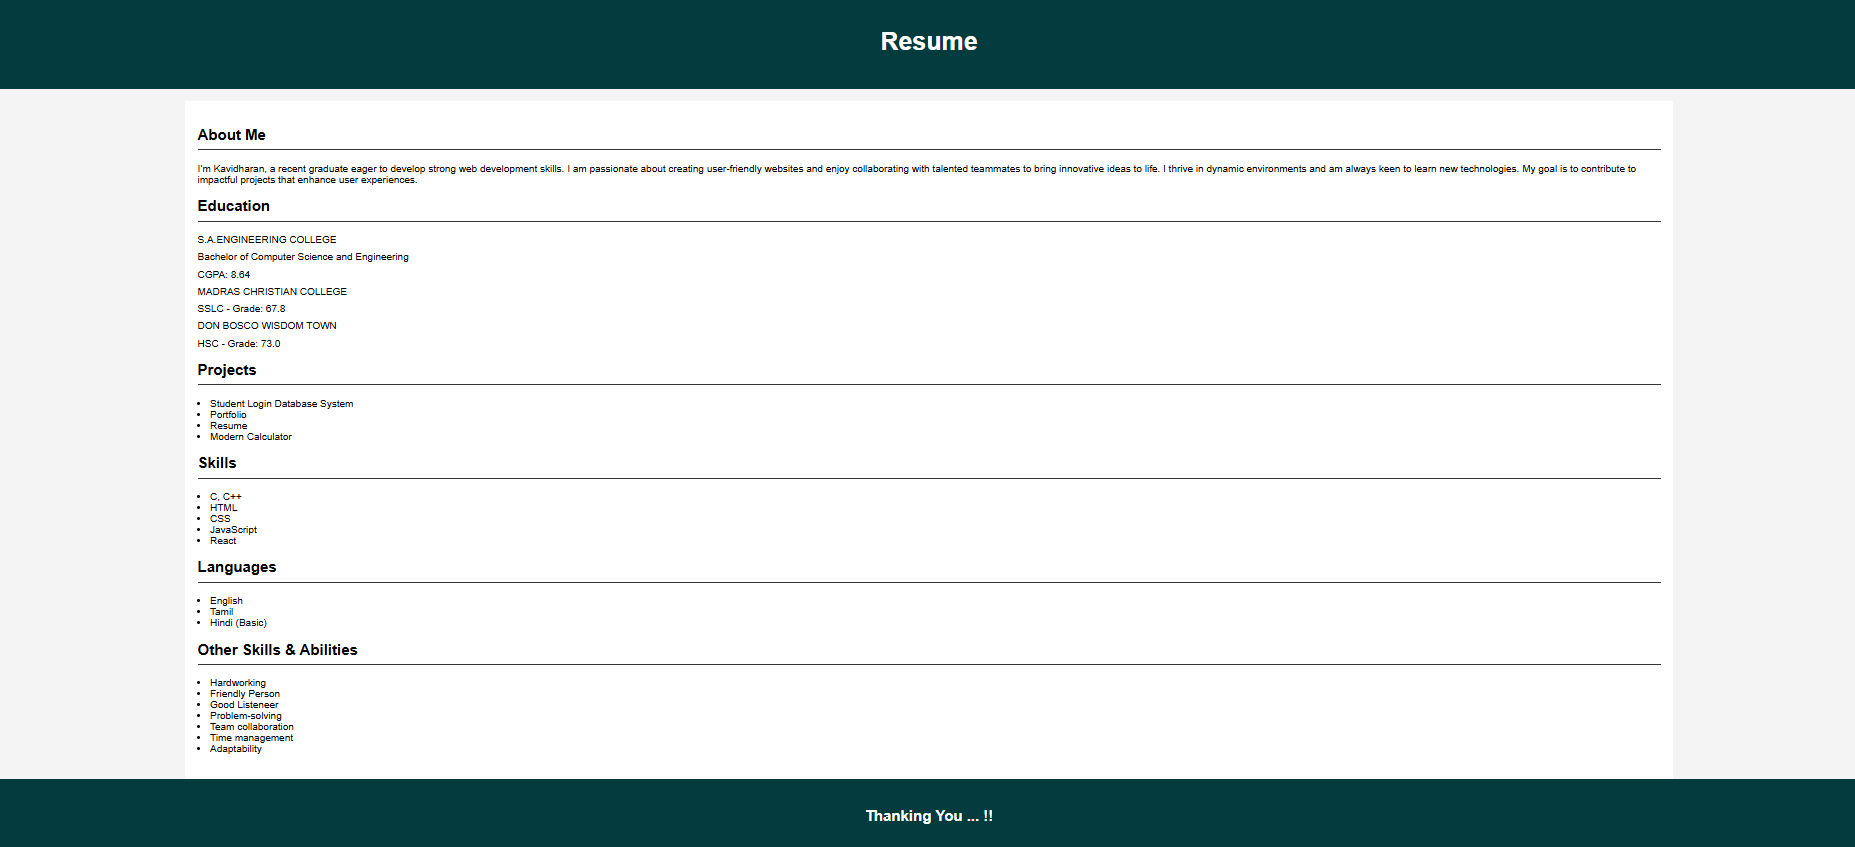 Resume
About Me
I'm Kavidharan, a recent graduate eager to develop strong web development skills. I am passionate about creating user-friendly websites and enjoy collaborating with talented teammates to bring innovative ideas to life. I thrive in dynamic environments and am always keen to learn new technologies. My goal is to contribute to
impactful projects that enhance user experiences.
Education
S.A.ENGINEERING COLLEGE
Bachelor of Computer Science and Engineering
CGPA: 8.64
MADRAS CHRISTIAN COLLEGE
SSLC - Grade: 67.8
DON BOSCO WISDOM TOWN
HSC - Grade: 73.0
Projects
• Student Login Database System
• Portfolio
• Resume
• Modern Calculator
Skills
• C, C++
• HTML
• CSS
• JavaScript
• React
Languages
• English
• Tamil
• Hindi (Basic)
Other Skills & Abilities
• Hardworking
• Friendly Person
• Good Listeneer
• Problem-solving
• Team collaboration
• Time management
• Adaptability
Thanking You ... !!